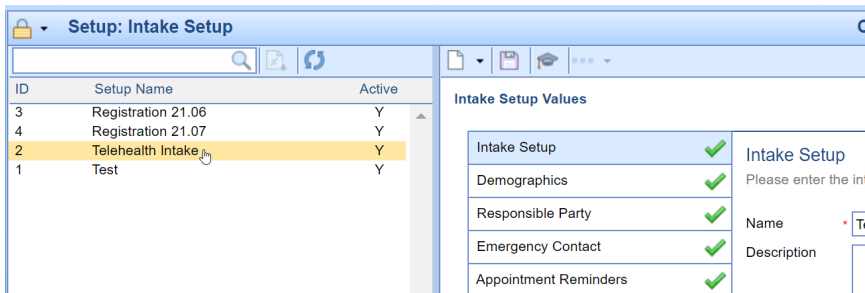 Setup: Intake Setup
ID Setup Name Active
3 Registration 21.06 Y
4 Registration 21.07 Y
2 Telehealth Intake Y
1 Test Y
Intake Setup Values
Intake Setup
Demographics
Responsible Party
Emergency Contact
Appointment Reminders
Intake Setup
Please enter the
Name *
Description